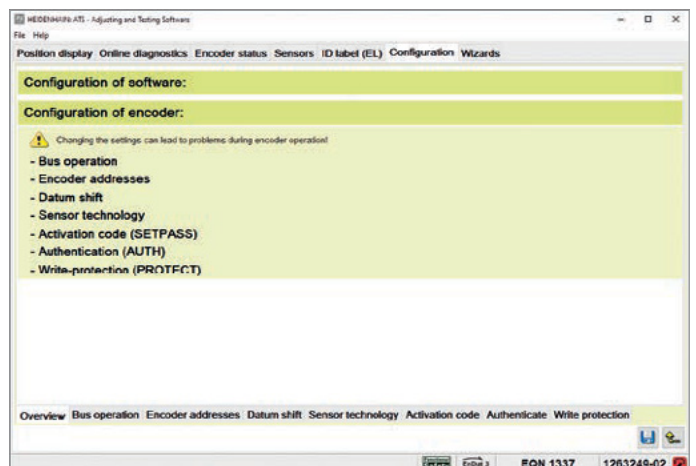 HEIDENHAIN: ATS - Adjusting and Testing Software
File Help
Position display Online diagnostics Encoder status Sensors ID label (EL) Configuration Wizards
Configuration of software:
Configuration of encoder:
Changing the settings can lead to problems during encoder operation!
- Bus operation
- Encoder addresses
- Datum shift
- Sensor technology
- Activation code (SETPASS)
- Authentication (AUTH)
- Write-protection (PROTECT)
Overview Bus operation Encoder addresses Datum shift Sensor technology Activation code Authenticate Write protection
EnDat 3 EQN 1337 1263249-02